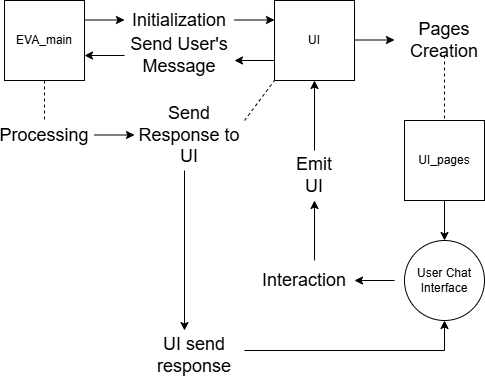 EVA_main
Initialization
Send User's
Message
UI
Pages
Creation
Processing
Send
Response to
UI
UI_pages
Emit
UI
Interaction
User Chat
Interface
UI send
response